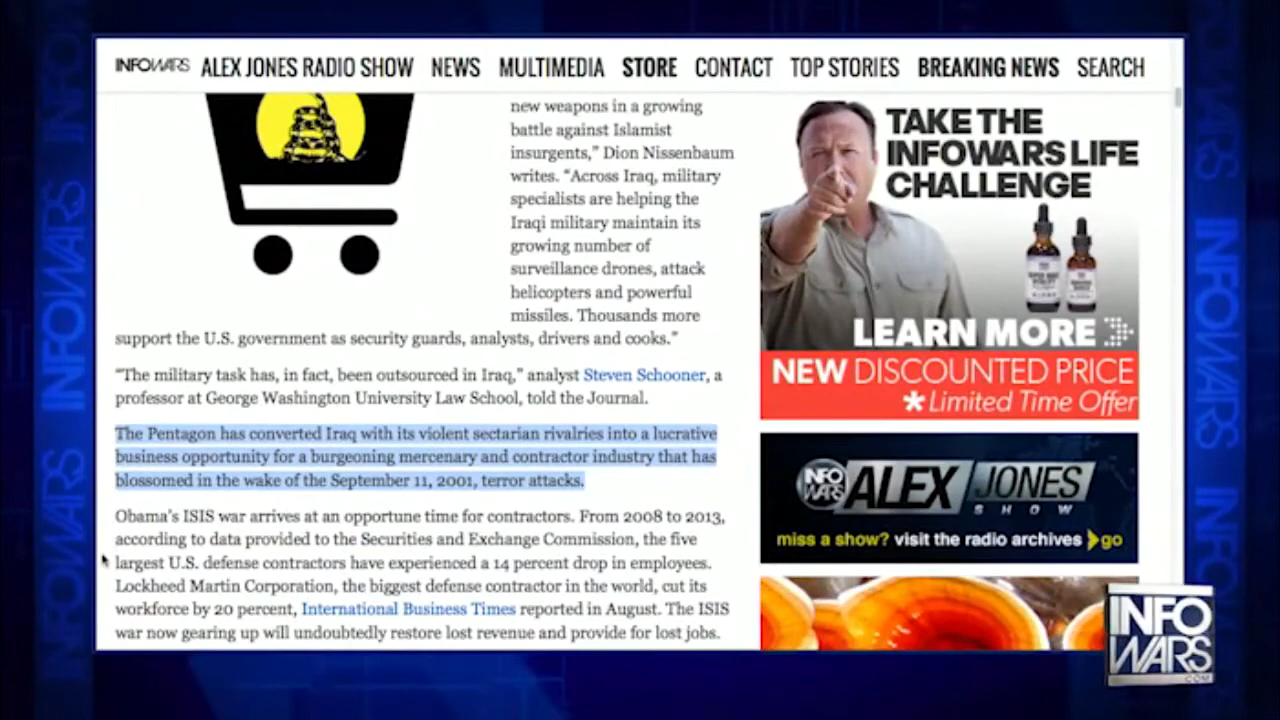 INFOWARS ALEX JONES RADIO SHOW NEWS MULTIMEDIA STORE CONTACT TOP STORIES BREAKING NEWS SEARCH
new weapons in a growing
battle against Islamist
insurgents,” Dion Nissenbaum
writes. “Across Iraq, military
specialists are helping the
Iraqi military maintain its
growing number of
surveillance drones, attack
helicopters and powerful
missiles. Thousands more
support the U.S. government as security guards, analysts, drivers and cooks.”
“The military task has, in fact, been outsourced in Iraq,” analyst Steven Schooner, a
professor at George Washington University Law School, told the Journal.
The Pentagon has converted Iraq with its violent sectarian rivalries into a lucrative
business opportunity for a burgeoning mercenary and contractor industry that has
blossomed in the wake of the September 11, 2001, terror attacks.
Obama’s ISIS war arrives at an opportune time for contractors. From 2008 to 2013,
according to data provided to the Securities and Exchange Commission, the five
largest U.S. defense contractors have experienced a 14 percent drop in employees.
Lockheed Martin Corporation, the biggest defense contractor in the world, cut its
workforce by 20 percent, International Business Times reported in August. The ISIS
war now gearing up will undoubtedly restore lost revenue and provide for lost jobs.
TAKE THE
INFOWARS LIFE
CHALLENGE
LEARN MORE
NEW DISCOUNTED PRICE
*Limited Time Offer
INFO
WARS
ALEX JONES
SHOW
miss a show? visit the radio archives go
INFO
WARS
.COM
INFOWARS
INFOWARS
INFOWARS
INFOWARS